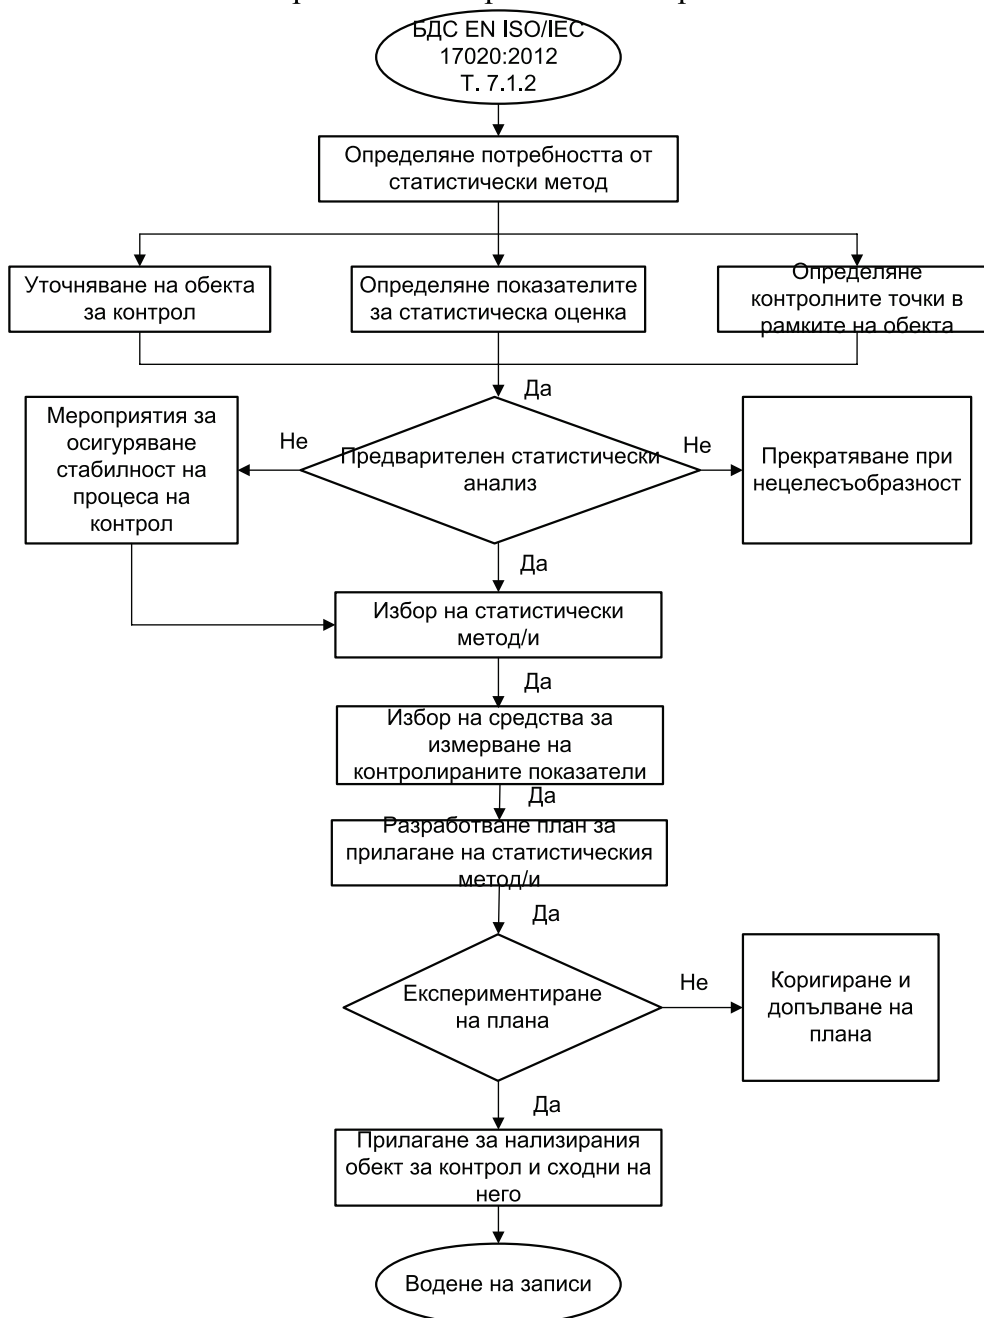 БДС EN ISO/IEC
17020:2012
Т. 7.1.2
Определяне потребността от
статистически метод
Уточняване на обекта
за контрол
Определяне показателите
за статистическа оценка
Определяне
контролните точки в
рамките на обекта
Да
Мероприятия за
осигуряване
стабилност на
процеса на
контрол
Не
Предварителен статистически
анализ
Не
Прекратяване при
нецелесъобразност
Да
Избор на статистически
метод/и
Да
Избор на средства за
измерване на
контролираните показатели
Да
Разработване план за
прилагане на статистическия
метод/и
Да
Експериментиране
на плана
Не
Коригиране и
допълване на
плана
Да
Прилагане за нализирания
обект за контрол и сходни на
него
Водене на записи